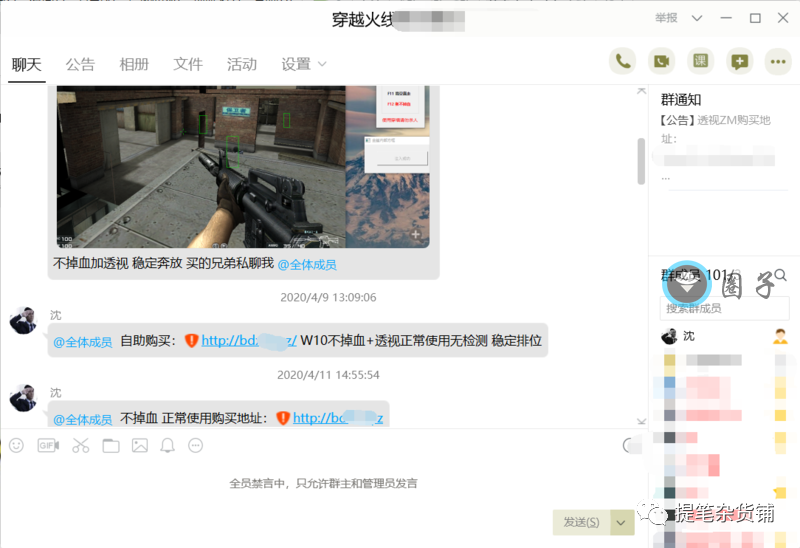 穿越火线
举报
聊天 公告 相册 文件 活动 设置
课
群通知
【公告】透视ZM购买地
址:
...
不掉血加透视 稳定奔放 买的兄弟私聊我 @全体成员
2020/4/9 13:09:06
沈
@全体成员 自助购买: http://bd z/ W10不掉血+透视正常使用无检测 稳定排位
2020/4/11 14:55:54
沈
@全体成员 不掉血 正常使用购买地址: http://bd z
群成员 101
圈子
搜索群成员
沈
GIF
全员禁言中，只允许群主和管理员发言
发送(S)
提笔杂货铺